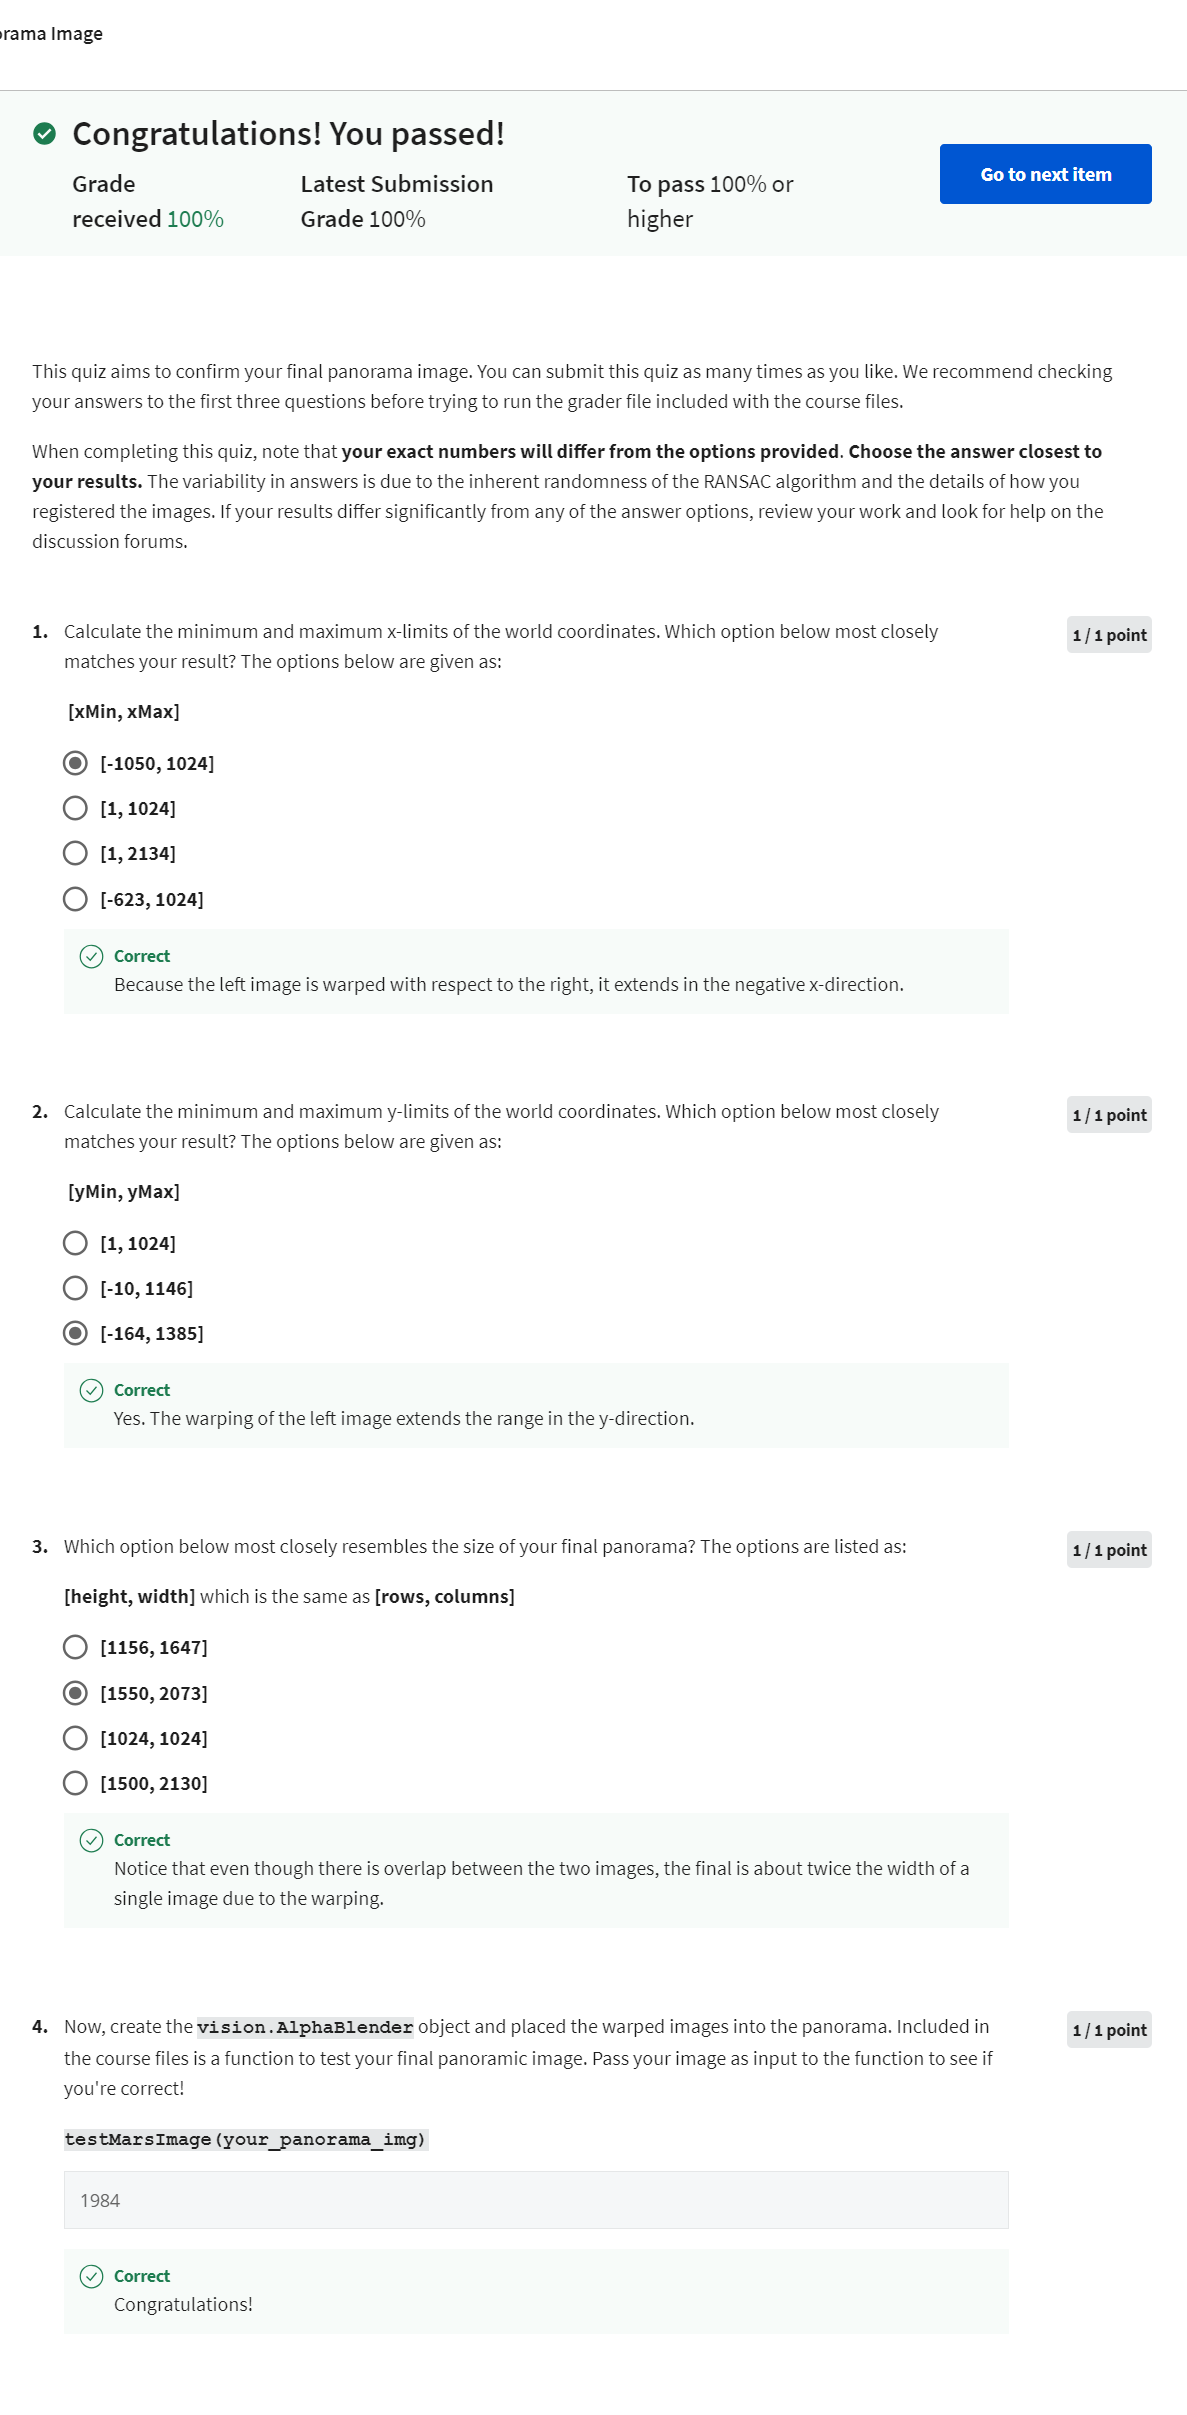 rama Image
Congratulations! You passed!
Grade
received 100%
Latest Submission
Grade 100%
To pass 100% or
higher
Go to next item
This quiz aims to confirm your final panorama image. You can submit this quiz as many times as you like. We recommend checking
your answers to the first three questions before trying to run the grader file included with the course files.
When completing this quiz, note that your exact numbers will differ from the options provided. Choose the answer closest to
your results. The variability in answers is due to the inherent randomness of the RANSAC algorithm and the details of how you
registered the images. If your results differ significantly from any of the answer options, review your work and look for help on the
discussion forums.
1. Calculate the minimum and maximum x-limits of the world coordinates. Which option below most closely
matches your result? The options below are given as:
1 / 1 point
[xMin, xMax]
[-1050, 1024]
[1, 1024]
[1, 2134]
[-623, 1024]
Correct
Because the left image is warped with respect to the right, it extends in the negative x-direction.
2. Calculate the minimum and maximum y-limits of the world coordinates. Which option below most closely
matches your result? The options below are given as:
1 / 1 point
[yMin, yMax]
[1, 1024]
[-10, 1146]
[-164, 1385]
Correct
Yes. The warping of the left image extends the range in the y-direction.
3. Which option below most closely resembles the size of your final panorama? The options are listed as:
1 / 1 point
[height, width] which is the same as [rows, columns]
[1156, 1647]
[1550, 2073]
[1024, 1024]
[1500, 2130]
Correct
Notice that even though there is overlap between the two images, the final is about twice the width of a
single image due to the warping.
4. Now, create the vision.AlphaBlender object and placed the warped images into the panorama. Included in
the course files is a function to test your final panoramic image. Pass your image as input to the function to see if
you're correct!
1 / 1 point
testMarsImage(your_panorama_img)
1984
Correct
Congratulations!